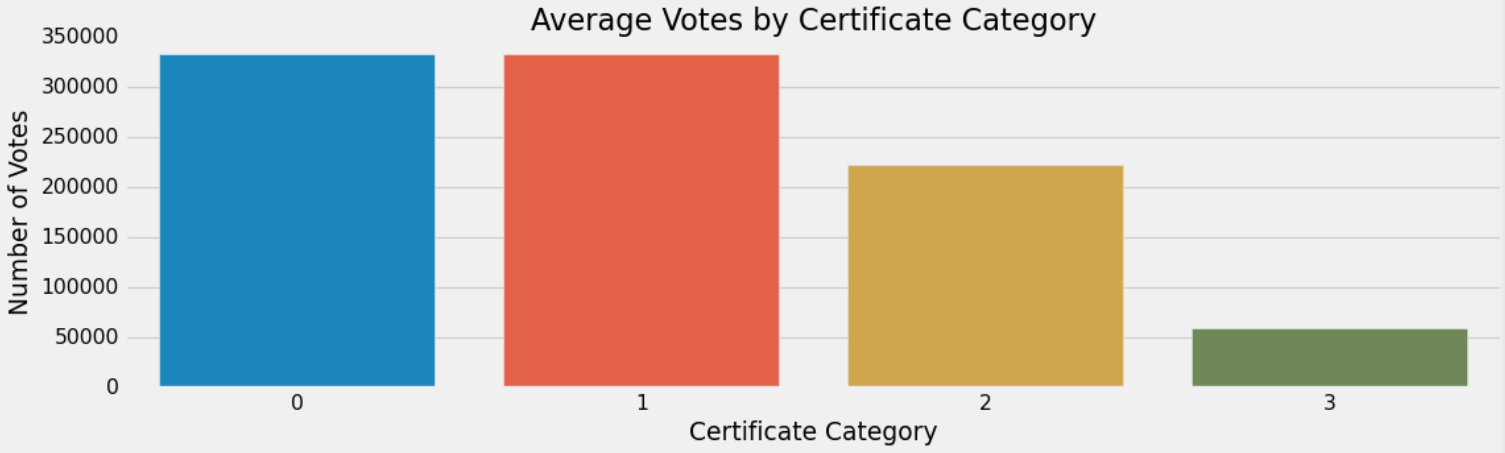 Average Votes by Certificate Category
350000
300000
250000
200000
150000
100000
50000
0
Number of Votes
0 1 2 3
Certificate Category